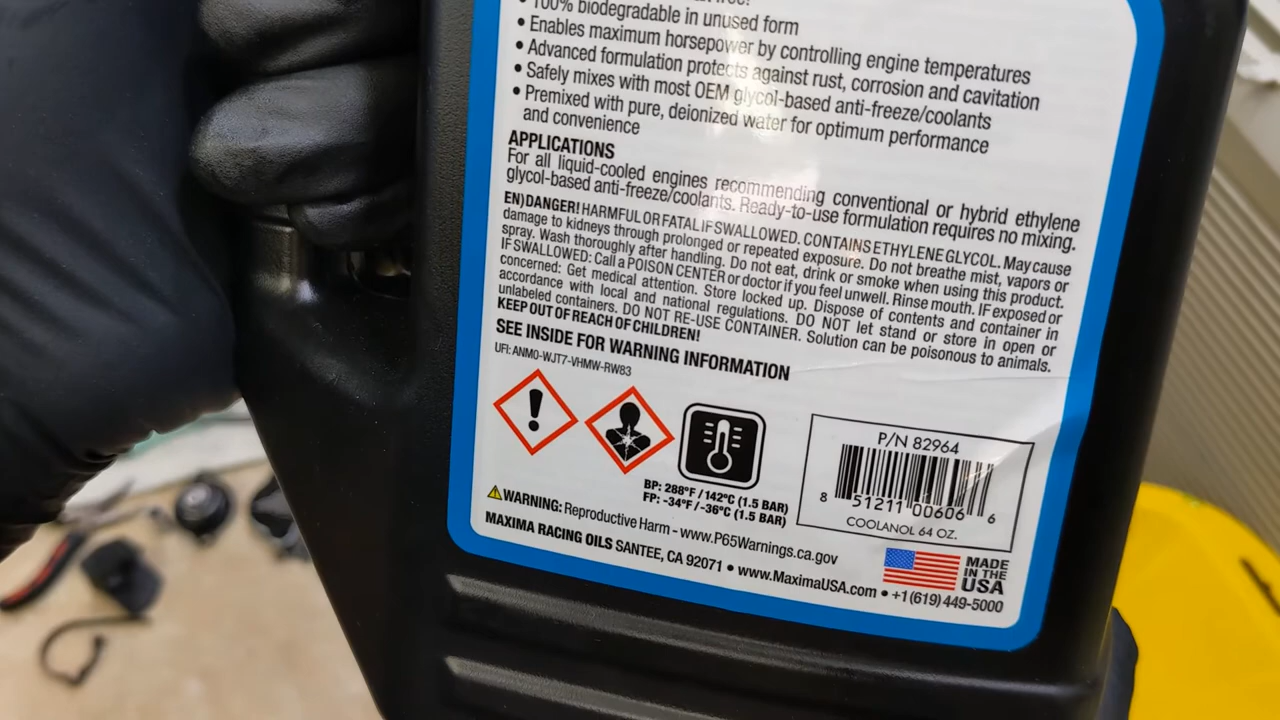 • 100% biodegradable in unused form
• Enables maximum horsepower by controlling engine temperatures
• Advanced formulation protects against rust, corrosion and cavitation
• Safely mixes with most OEM glycol-based anti-freeze/coolants
• Premixed with pure, deionized water for optimum performance
and convenience
APPLICATIONS
For all liquid-cooled engines recommending conventional or hybrid ethylene
glycol-based anti-freeze/coolants. Ready-to-use formulation requires no mixing.
EN) DANGER! HARMFUL OR FATAL IF SWALLOWED. CONTAINS ETHYLENE GLYCOL. May cause
damage to kidneys through prolonged or repeated exposure. Do not breathe mist, vapors or
spray. Wash thoroughly after handling. Do not eat, drink or smoke when using this product.
IF SWALLOWED: Call a POISON CENTER or doctor if you feel unwell. Rinse mouth. IF exposed or
concerned: Get medical attention. Store locked up. Dispose of contents and container in
accordance with local and national regulations. DO NOT let stand or store in open or
unlabeled containers. DO NOT RE-USE CONTAINER. Solution can be poisonous to animals.
KEEP OUT OF REACH OF CHILDREN!
SEE INSIDE FOR WARNING INFORMATION
UFI: ANM0-WJT7-VHMW-RW83
BP: 288°F / 142°C (1.5 BAR)
FP: -34°F / -36°C (1.5 BAR)
P/N 82964
8 51211 00606 6
COOLANOL 64 OZ.
WARNING: Reproductive Harm - www.P65Warnings.ca.gov
MAXIMA RACING OILS SANTEE, CA 92071 • www.MaximaUSA.com • +1 (619) 449-5000
MADE
IN THE
USA